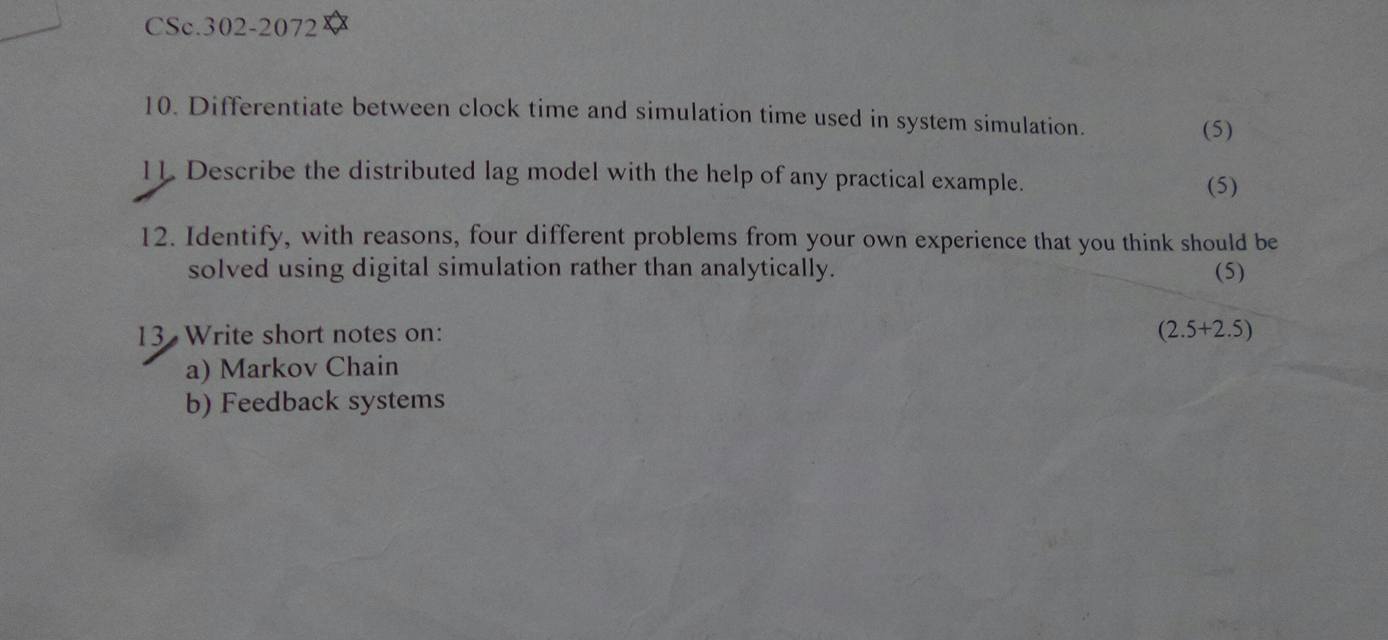 CSc.302-2072✡
10. Differentiate between clock time and simulation time used in system simulation. (5)
11. Describe the distributed lag model with the help of any practical example. (5)
12. Identify, with reasons, four different problems from your own experience that you think should be
solved using digital simulation rather than analytically. (5)
13. Write short notes on: (2.5+2.5)
a) Markov Chain
b) Feedback systems